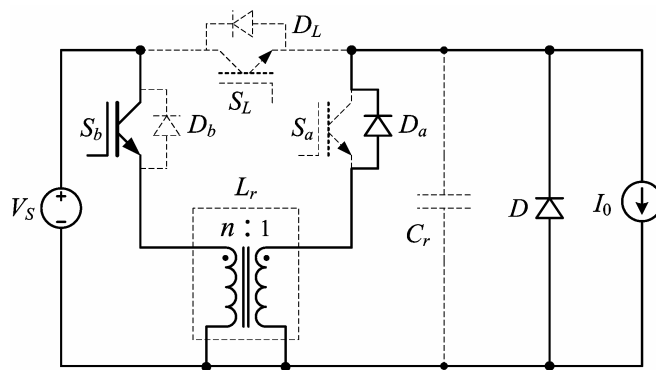 D_L
S_L
S_b
D_b
S_a
D_a
L_r
n : 1
V_S
+
−
C_r
D
I_0